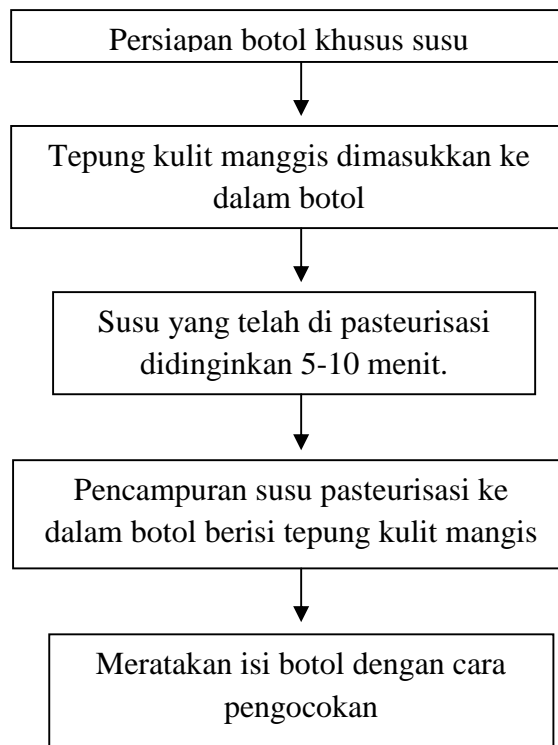 Persiapan botol khusus susu
Tepung kulit manggis dimasukkan ke
dalam botol
Susu yang telah di pasteurisasi
didinginkan 5-10 menit.
Pencampuran susu pasteurisasi ke
dalam botol berisi tepung kulit mangis
Meratakan isi botol dengan cara
pengocokan